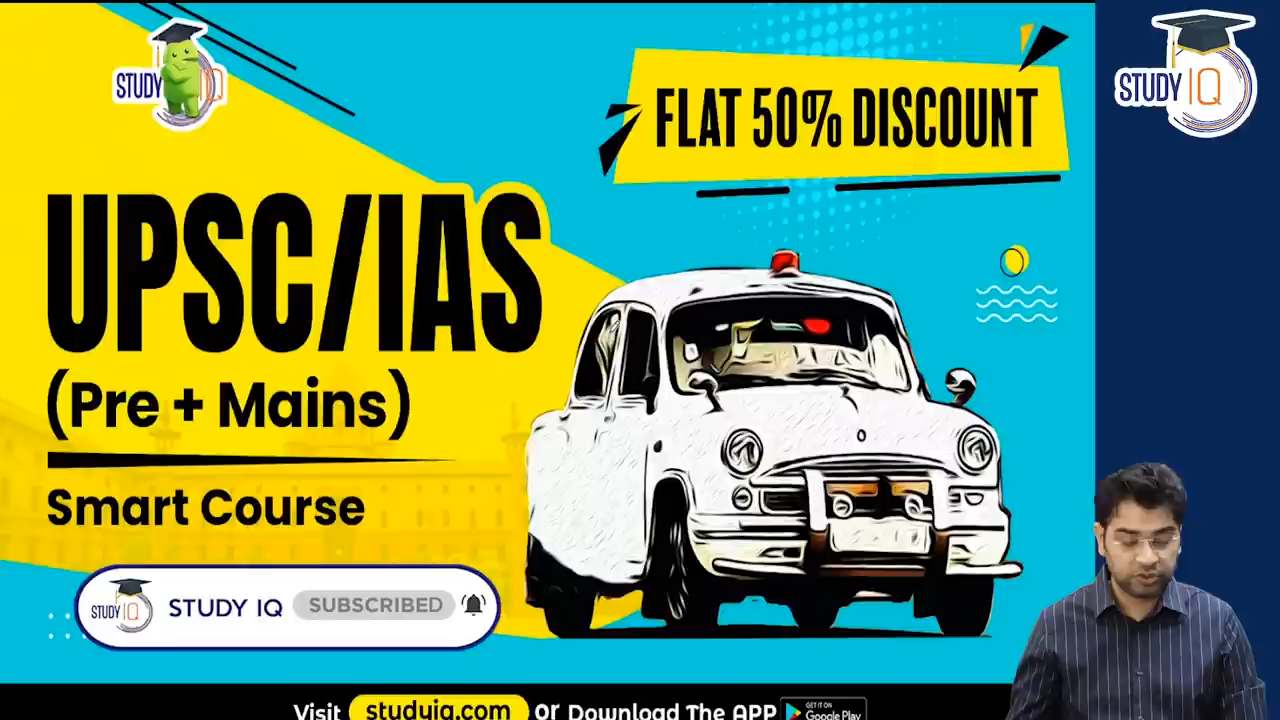 STUDY IQ
STUDY IQ
FLAT 50% DISCOUNT
UPSC/IAS
(Pre + Mains)
Smart Course
STUDY IQ
STUDY IQ
SUBSCRIBED
Visit studyiq.com or Download The APP
GET IT ON
Google Play